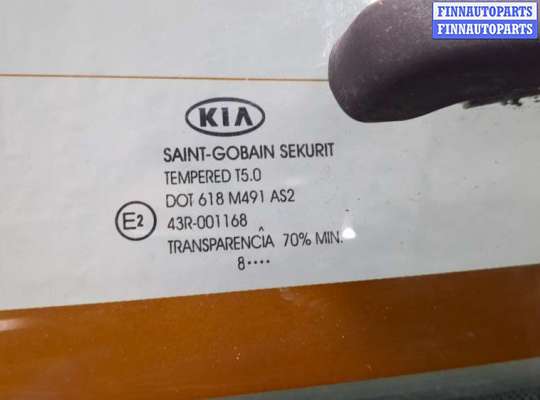 FINNAUTOPARTS
FINNAUTOPARTS
KIA
SAINT-GOBAIN SEKURIT
TEMPERED T5.0
DOT 618 M491 AS2
E2 43R-001168
TRANSPARENCÎA 70% MIN.
8····